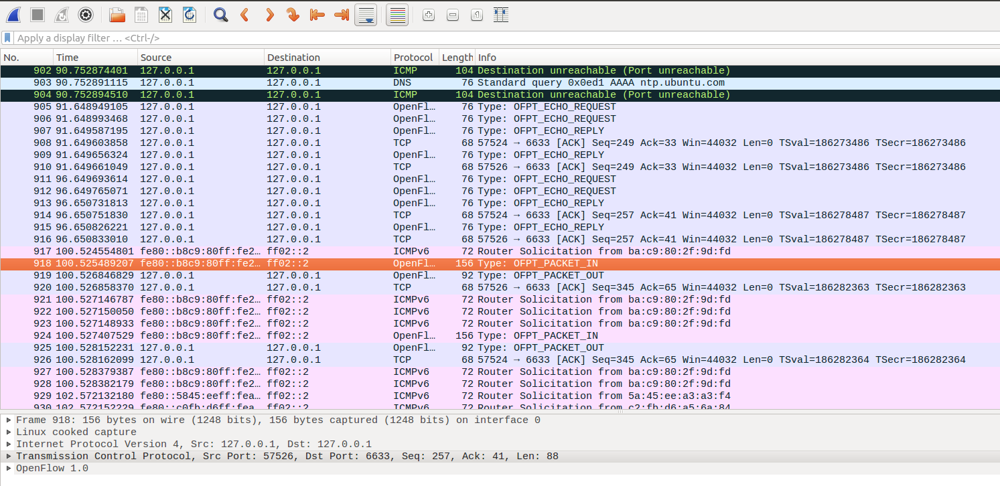 Apply a display filter … <Ctrl-/>
No. Time Source Destination Protocol Length Info
902 90.752874401 127.0.0.1 127.0.0.1 ICMP 104 Destination unreachable (Port unreachable)
903 90.752891115 127.0.0.1 127.0.0.1 DNS 76 Standard query 0x0ed1 AAAA ntp.ubuntu.com
904 90.752894510 127.0.0.1 127.0.0.1 ICMP 104 Destination unreachable (Port unreachable)
905 91.648949105 127.0.0.1 127.0.0.1 OpenFl… 76 Type: OFPT_ECHO_REQUEST
906 91.648993468 127.0.0.1 127.0.0.1 OpenFl… 76 Type: OFPT_ECHO_REQUEST
907 91.649587195 127.0.0.1 127.0.0.1 OpenFl… 76 Type: OFPT_ECHO_REPLY
908 91.649603858 127.0.0.1 127.0.0.1 TCP 68 57524 → 6633 [ACK] Seq=249 Ack=33 Win=44032 Len=0 TSval=186273486 TSecr=186273486
909 91.649656324 127.0.0.1 127.0.0.1 OpenFl… 76 Type: OFPT_ECHO_REPLY
910 91.649661049 127.0.0.1 127.0.0.1 TCP 68 57526 → 6633 [ACK] Seq=249 Ack=33 Win=44032 Len=0 TSval=186273486 TSecr=186273486
911 96.649693614 127.0.0.1 127.0.0.1 OpenFl… 76 Type: OFPT_ECHO_REQUEST
912 96.649765071 127.0.0.1 127.0.0.1 OpenFl… 76 Type: OFPT_ECHO_REQUEST
913 96.650731813 127.0.0.1 127.0.0.1 OpenFl… 76 Type: OFPT_ECHO_REPLY
914 96.650751830 127.0.0.1 127.0.0.1 TCP 68 57524 → 6633 [ACK] Seq=257 Ack=41 Win=44032 Len=0 TSval=186278487 TSecr=186278487
915 96.650826221 127.0.0.1 127.0.0.1 OpenFl… 76 Type: OFPT_ECHO_REPLY
916 96.650833010 127.0.0.1 127.0.0.1 TCP 68 57526 → 6633 [ACK] Seq=257 Ack=41 Win=44032 Len=0 TSval=186278487 TSecr=186278487
917 100.524554801 fe80::b8c9:80ff:fe2… ff02::2 ICMPv6 72 Router Solicitation from ba:c9:80:2f:9d:fd
918 100.525489207 fe80::b8c9:80ff:fe2… ff02::2 OpenFl… 156 Type: OFPT_PACKET_IN
919 100.526846829 127.0.0.1 127.0.0.1 OpenFl… 92 Type: OFPT_PACKET_OUT
920 100.526858370 127.0.0.1 127.0.0.1 TCP 68 57526 → 6633 [ACK] Seq=345 Ack=65 Win=44032 Len=0 TSval=186282363 TSecr=186282363
921 100.527146787 fe80::b8c9:80ff:fe2… ff02::2 ICMPv6 72 Router Solicitation from ba:c9:80:2f:9d:fd
922 100.527150050 fe80::b8c9:80ff:fe2… ff02::2 ICMPv6 72 Router Solicitation from ba:c9:80:2f:9d:fd
923 100.527148933 fe80::b8c9:80ff:fe2… ff02::2 ICMPv6 72 Router Solicitation from ba:c9:80:2f:9d:fd
924 100.527407529 fe80::b8c9:80ff:fe2… ff02::2 OpenFl… 156 Type: OFPT_PACKET_IN
925 100.528152231 127.0.0.1 127.0.0.1 OpenFl… 92 Type: OFPT_PACKET_OUT
926 100.528162099 127.0.0.1 127.0.0.1 TCP 68 57524 → 6633 [ACK] Seq=345 Ack=65 Win=44032 Len=0 TSval=186282364 TSecr=186282364
927 100.528379387 fe80::b8c9:80ff:fe2… ff02::2 ICMPv6 72 Router Solicitation from ba:c9:80:2f:9d:fd
928 100.528382179 fe80::b8c9:80ff:fe2… ff02::2 ICMPv6 72 Router Solicitation from ba:c9:80:2f:9d:fd
929 102.572132180 fe80::5845:eeff:fea… ff02::2 ICMPv6 72 Router Solicitation from 5a:45:ee:a3:a3:f4
930 102.572152229 fe80::c0fb:d6ff:fea… ff02::2 ICMPv6 72 Router Solicitation from c2:fb:d6:a5:6a:84
Frame 918: 156 bytes on wire (1248 bits), 156 bytes captured (1248 bits) on interface 0
Linux cooked capture
Internet Protocol Version 4, Src: 127.0.0.1, Dst: 127.0.0.1
Transmission Control Protocol, Src Port: 57526, Dst Port: 6633, Seq: 257, Ack: 41, Len: 88
OpenFlow 1.0